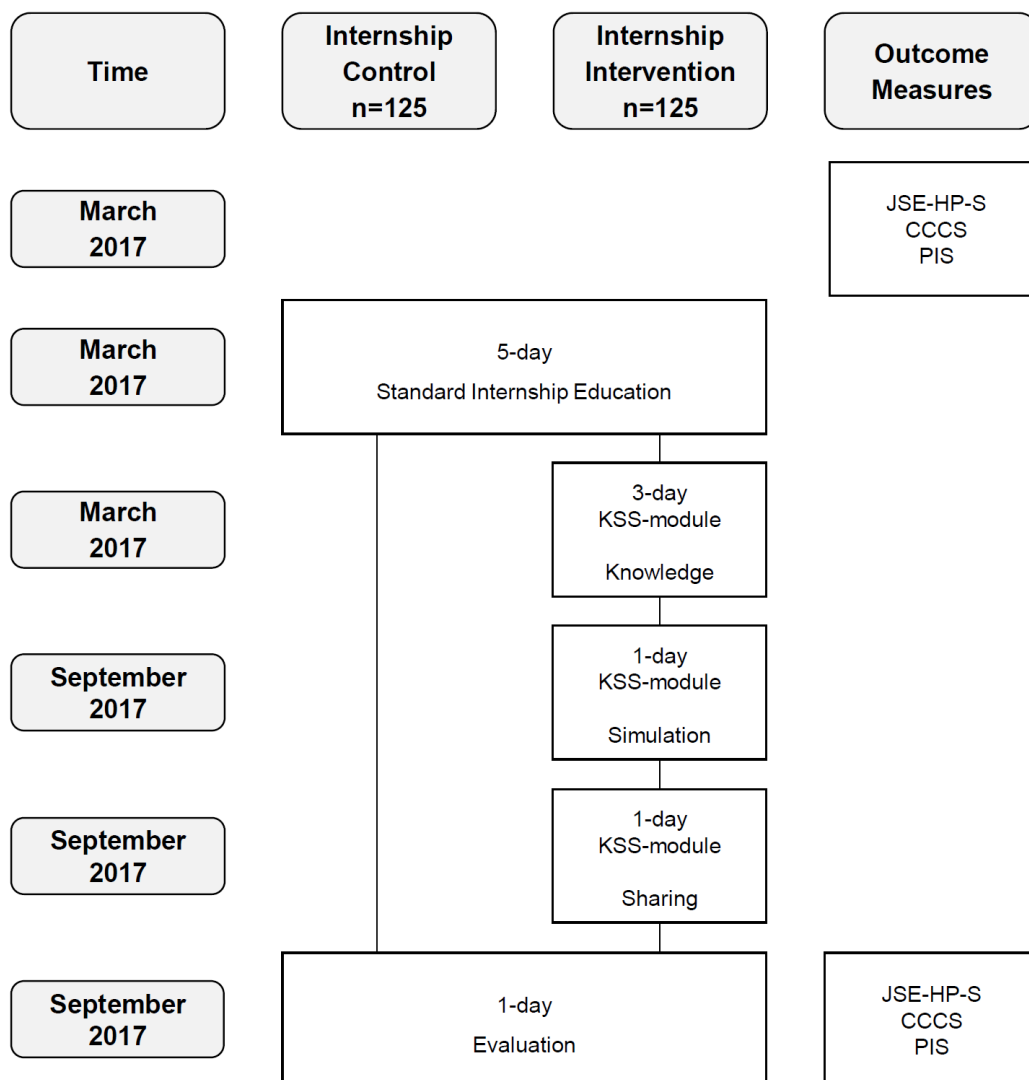 Time
Internship
Control
n=125
Internship
Intervention
n=125
Outcome
Measures
March
2017
JSE-HP-S
CCCS
PIS
March
2017
5-day
Standard Internship Education
March
2017
3-day
KSS-module
Knowledge
September
2017
1-day
KSS-module
Simulation
September
2017
1-day
KSS-module
Sharing
September
2017
1-day
Evaluation
JSE-HP-S
CCCS
PIS